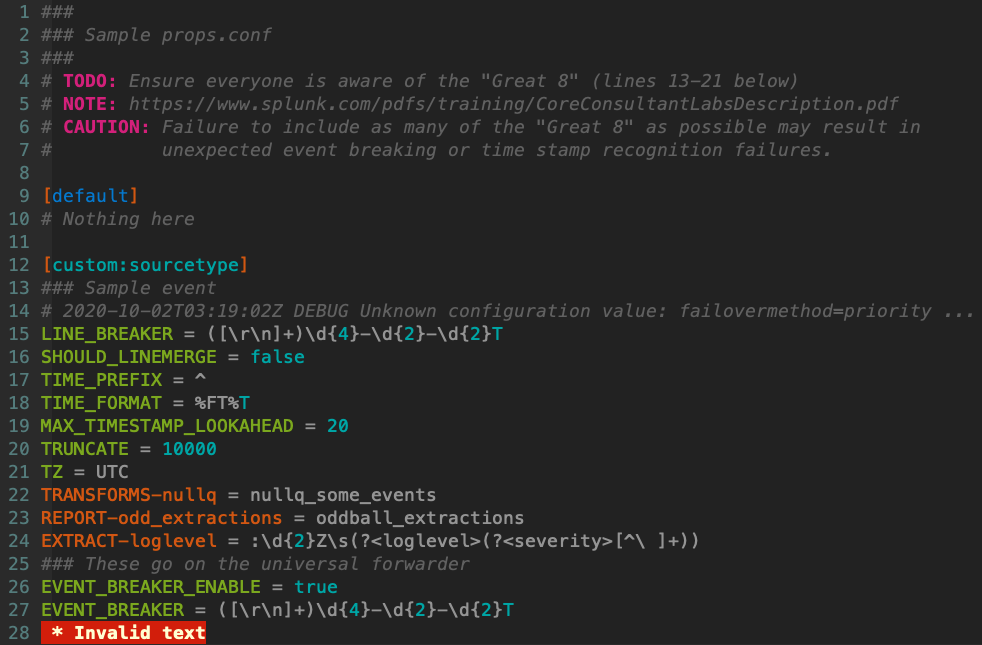 1 ###
2 ### Sample props.conf
3 ###
4 # TODO: Ensure everyone is aware of the "Great 8" (lines 13-21 below)
5 # NOTE: https://www.splunk.com/pdfs/training/CoreConsultantLabsDescription.pdf
6 # CAUTION: Failure to include as many of the "Great 8" as possible may result in
7 #          unexpected event breaking or time stamp recognition failures.
8
9 [default]
10 # Nothing here
11
12 [custom:sourcetype]
13 ### Sample event
14 # 2020-10-02T03:19:02Z DEBUG Unknown configuration value: failovermethod=priority ...
15 LINE_BREAKER = ([\r\n]+)\d{4}-\d{2}-\d{2}T
16 SHOULD_LINEMERGE = false
17 TIME_PREFIX = ^
18 TIME_FORMAT = %FT%T
19 MAX_TIMESTAMP_LOOKAHEAD = 20
20 TRUNCATE = 10000
21 TZ = UTC
22 TRANSFORMS-nullq = nullq_some_events
23 REPORT-odd_extractions = oddball_extractions
24 EXTRACT-loglevel = :\d{2}Z\s(?<loglevel>(?<severity>[^\ ]+))
25 ### These go on the universal forwarder
26 EVENT_BREAKER_ENABLE = true
27 EVENT_BREAKER = ([\r\n]+)\d{4}-\d{2}-\d{2}T
28  * Invalid text